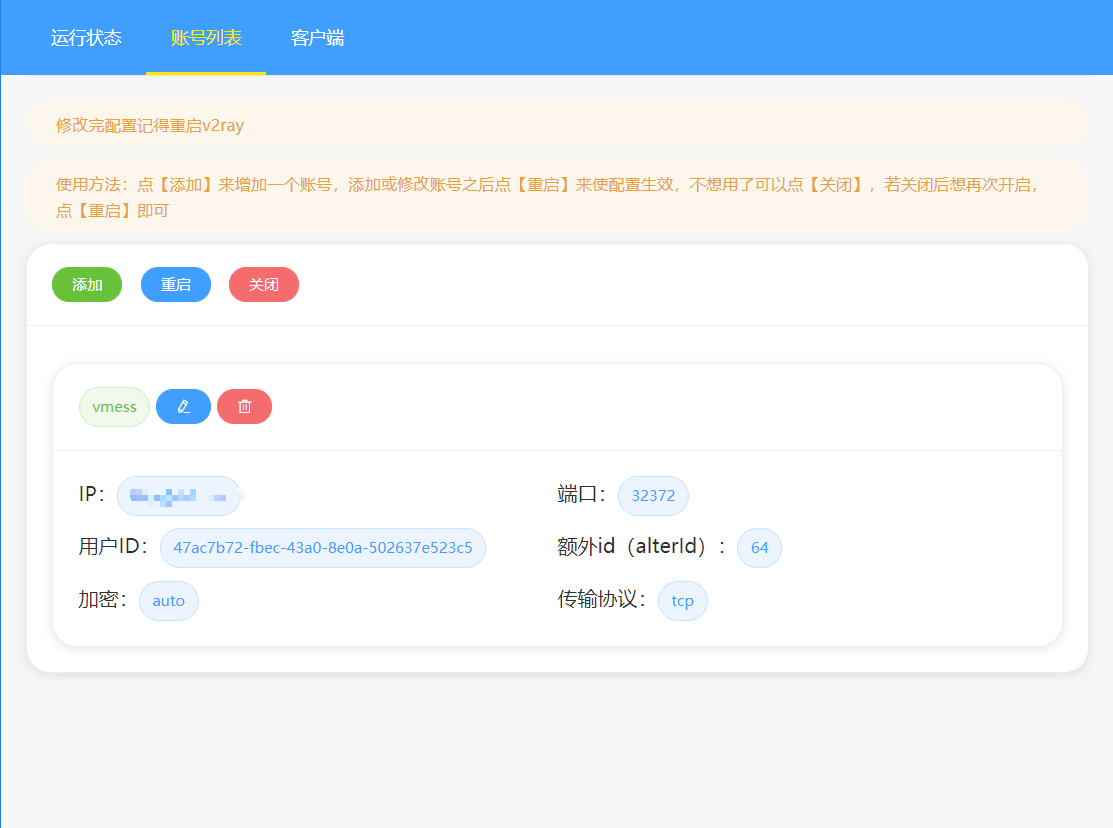 运行状态 账号列表 客户端
修改完配置记得重启v2ray
使用方法：点【添加】来增加一个账号，添加或修改账号之后点【重启】来使配置生效，不想用了可以点【关闭】，若关闭后想再次开启，
点【重启】即可
添加 重启 关闭
vmess
IP： 端口： 32372
用户ID： 47ac7b72-fbec-43a0-8e0a-502637e523c5 额外id（alterId）： 64
加密： auto 传输协议： tcp